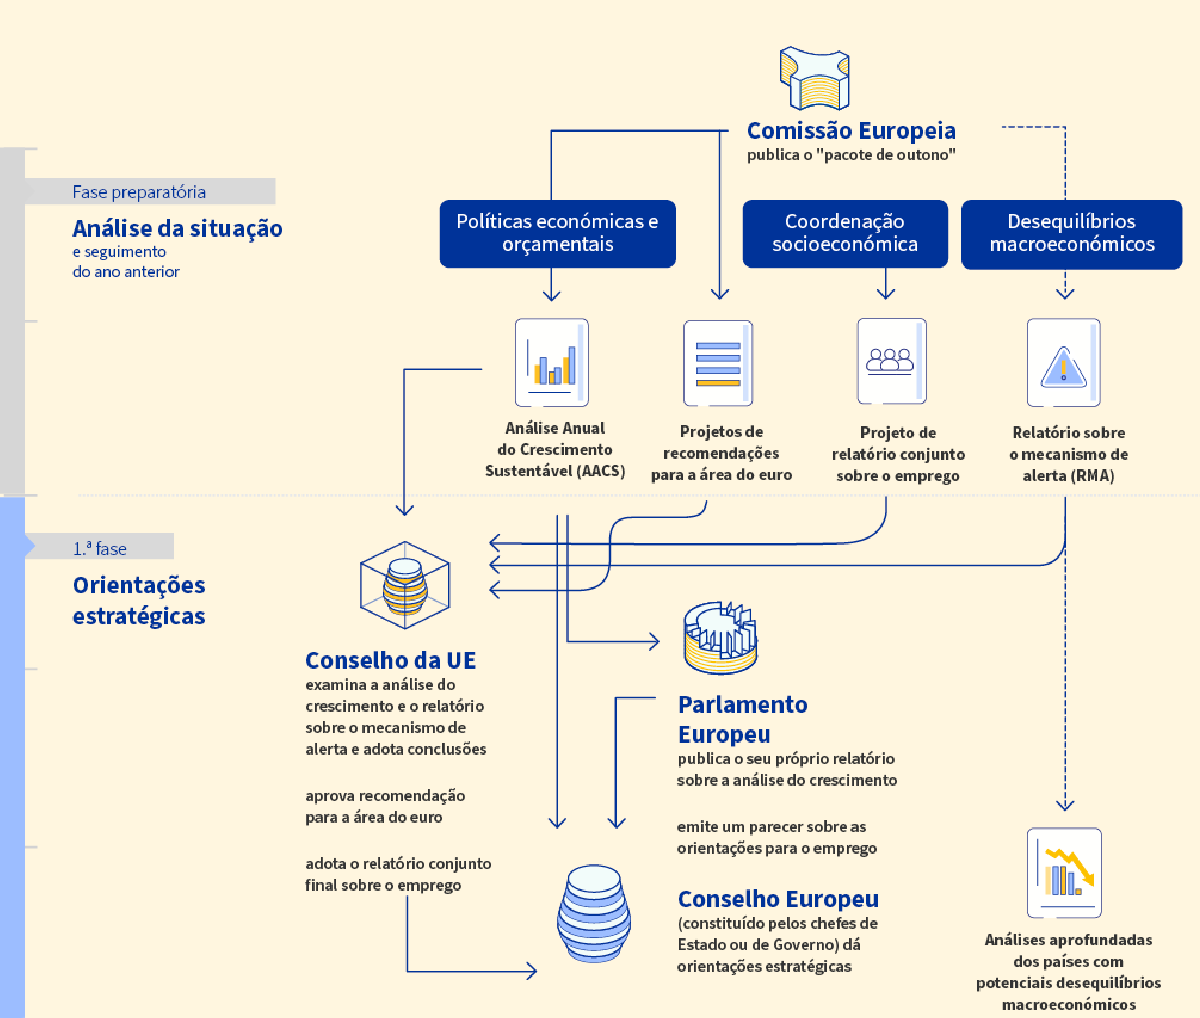 Comissão Europeia
publica o "pacote de outono"
Fase preparatória
Análise da situação
e seguimento
do ano anterior
Políticas económicas e
orçamentais
Coordenação
socioeconómica
Desequilíbrios
macroeconómicos
Análise Anual
do Crescimento
Sustentável (AACS)
Projetos de
recomendações
para a área do euro
Projeto de
relatório conjunto
sobre o emprego
Relatório sobre
o mecanismo de
alerta (RMA)
1.ª fase
Orientações
estratégicas
Conselho da UE
examina a análise do
crescimento e o relatório
sobre o mecanismo de
alerta e adota conclusões
aprova recomendação
para a área do euro
adota o relatório conjunto
final sobre o emprego
Parlamento
Europeu
publica o seu próprio relatório
sobre a análise do crescimento
emite um parecer sobre as
orientações para o emprego
Conselho Europeu
(constituído pelos chefes de
Estado ou de Governo) dá
orientações estratégicas
Análises aprofundadas
dos países com
potenciais desequilíbrios
macroeconómicos